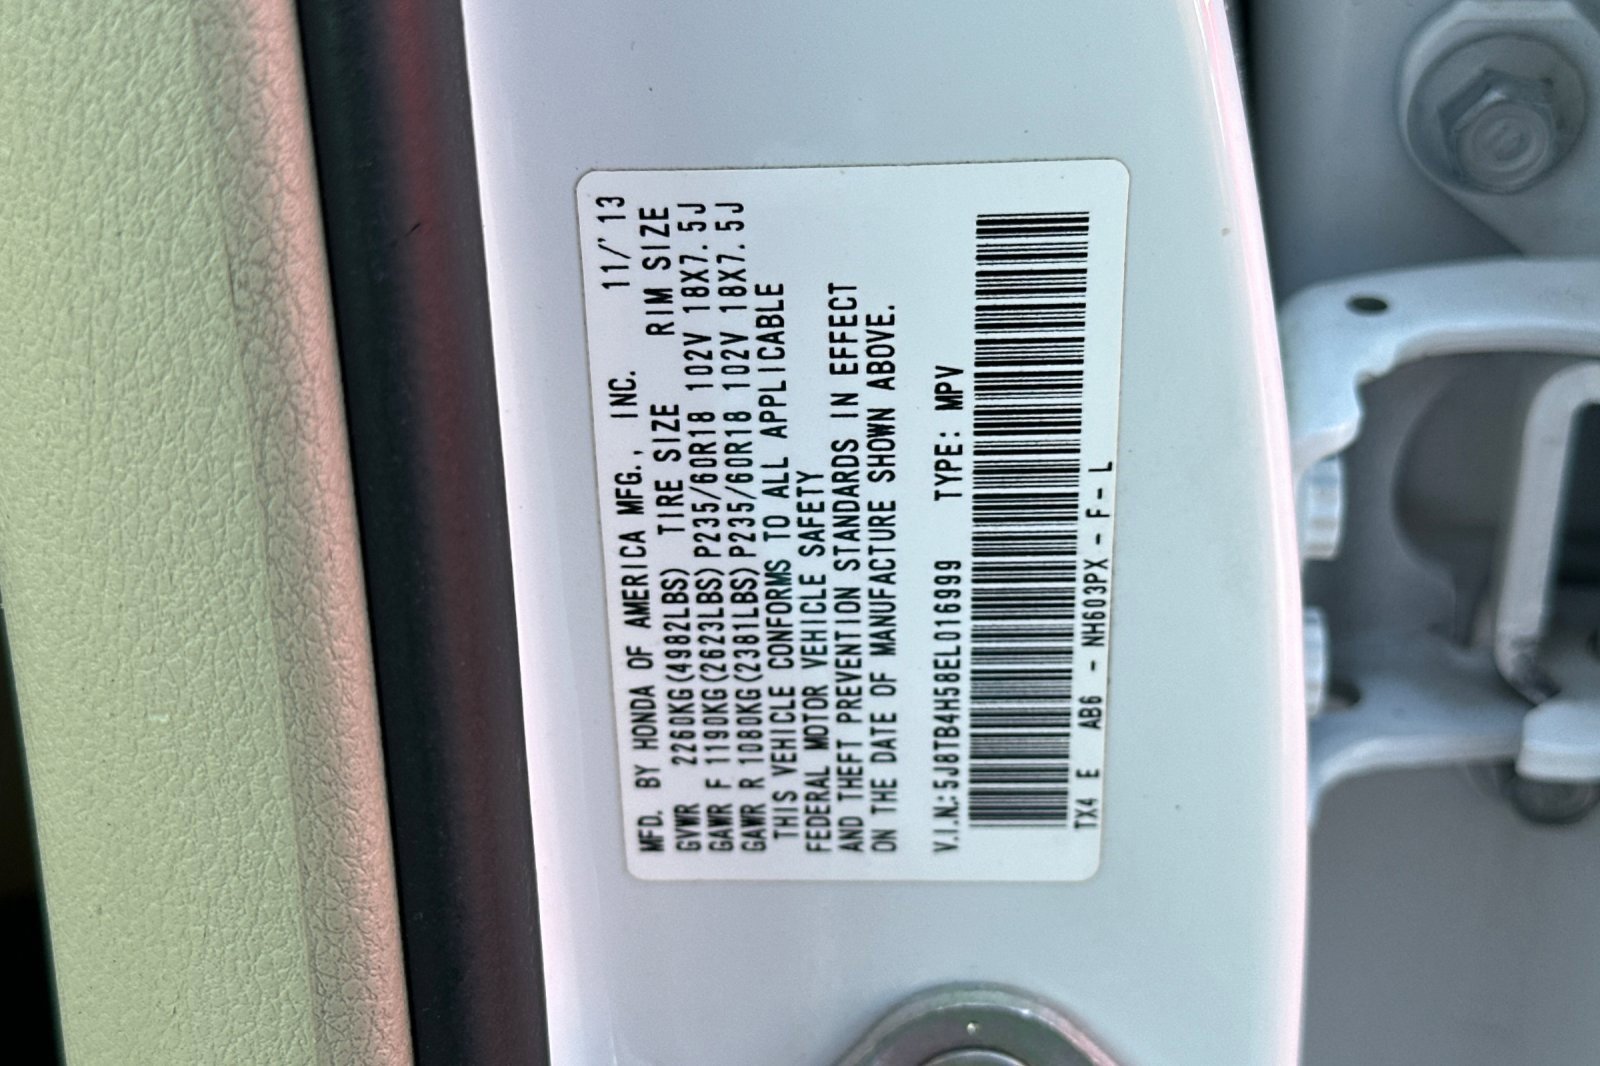 MFD. BY HONDA OF AMERICA MFG., INC. 11/'13
GVWR 2260KG(4982LBS) TIRE SIZE RIM SIZE
GAWR F 1190KG(2623LBS)P235/60R18 102V 18X7.5J
GAWR R 1080KG(2381LBS)P235/60R18 102V 18X7.5J
THIS VEHICLE CONFORMS TO ALL APPLICABLE
FEDERAL MOTOR VEHICLE SAFETY
AND THEFT PREVENTION STANDARDS IN EFFECT
ON THE DATE OF MANUFACTURE SHOWN ABOVE.
V.I.N.:5J8TB4H58EL016999 TYPE: MPV
TX4 E AB6 - NH603PX - F - L